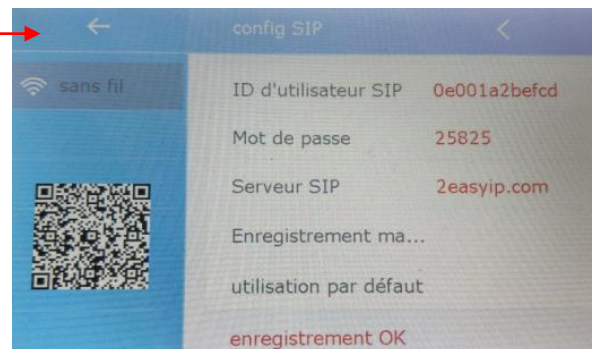 config SIP
sans fil
ID d'utilisateur SIP 0e001a2befcd
Mot de passe 25825
Serveur SIP 2easyip.com
Enregistrement ma...
utilisation par défaut
enregistrement OK